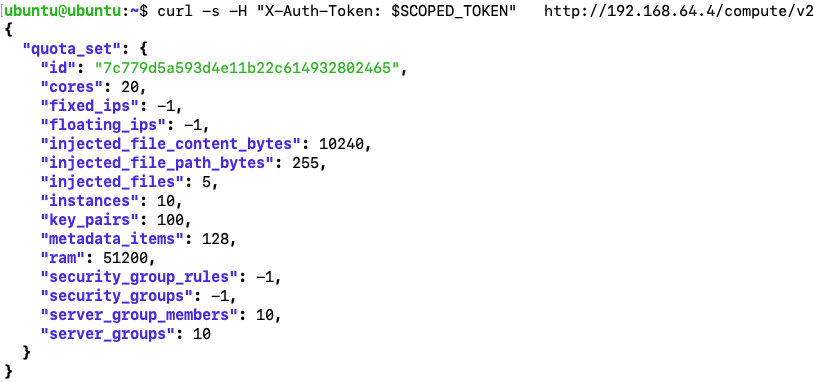 ubuntu@ubuntu:~$ curl -s -H "X-Auth-Token: $SCOPED_TOKEN"   http://192.168.64.4/compute/v2
{
  "quota_set": {
    "id": "7c779d5a593d4e11b22c614932802465",
    "cores": 20,
    "fixed_ips": -1,
    "floating_ips": -1,
    "injected_file_content_bytes": 10240,
    "injected_file_path_bytes": 255,
    "injected_files": 5,
    "instances": 10,
    "key_pairs": 100,
    "metadata_items": 128,
    "ram": 51200,
    "security_group_rules": -1,
    "security_groups": -1,
    "server_group_members": 10,
    "server_groups": 10
  }
}